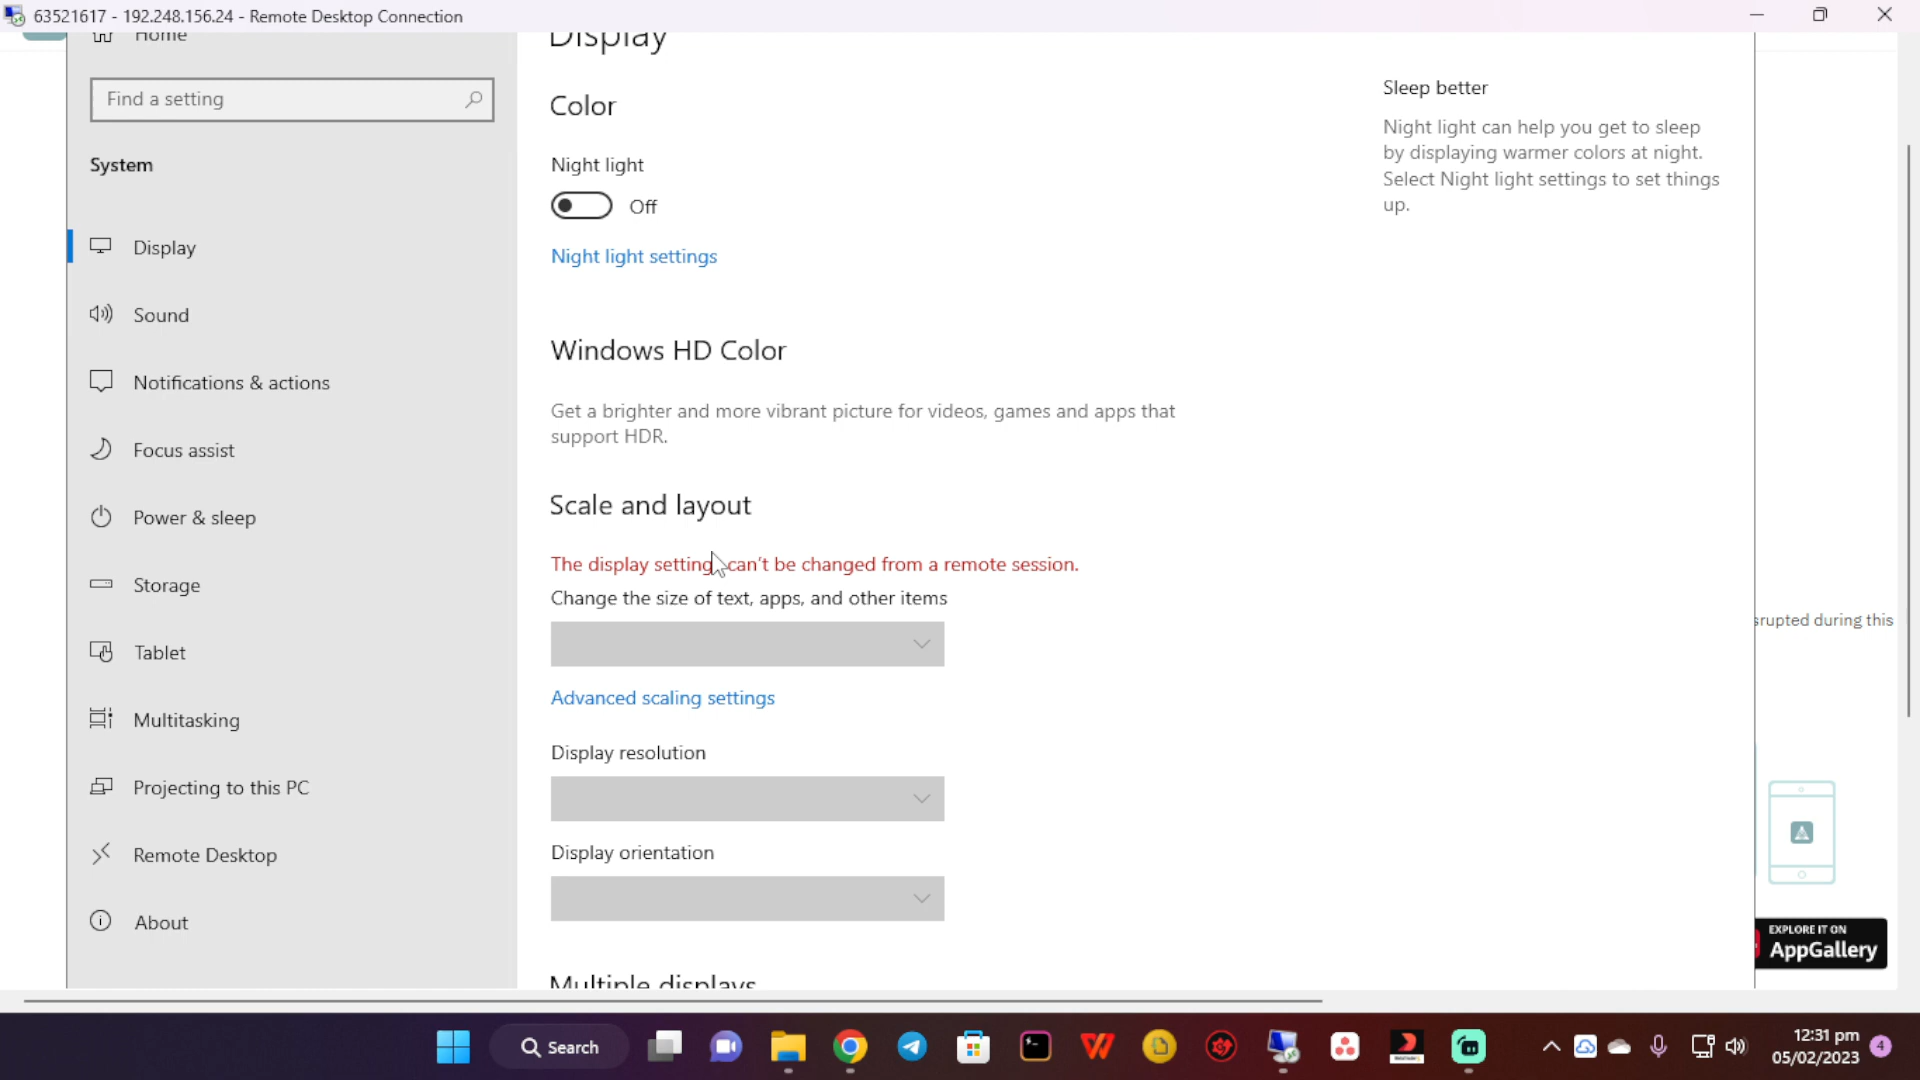 63521617 - 192.248.156.24 - Remote Desktop Connection
Home
Find a setting
System
Display
Sound
Notifications & actions
Focus assist
Power & sleep
Storage
Tablet
Multitasking
Projecting to this PC
Remote Desktop
About
Display
Color
Night light
Off
Night light settings
Windows HD Color
Get a brighter and more vibrant picture for videos, games and apps that
support HDR.
Scale and layout
The display settings can't be changed from a remote session.
Change the size of text, apps, and other items
Advanced scaling settings
Display resolution
Display orientation
Multiple displays
Sleep better
Night light can help you get to sleep
by displaying warmer colors at night.
Select Night light settings to set things
up.
srupted during this
EXPLORE IT ON
AppGallery
Search
12:31 pm
05/02/2023
4